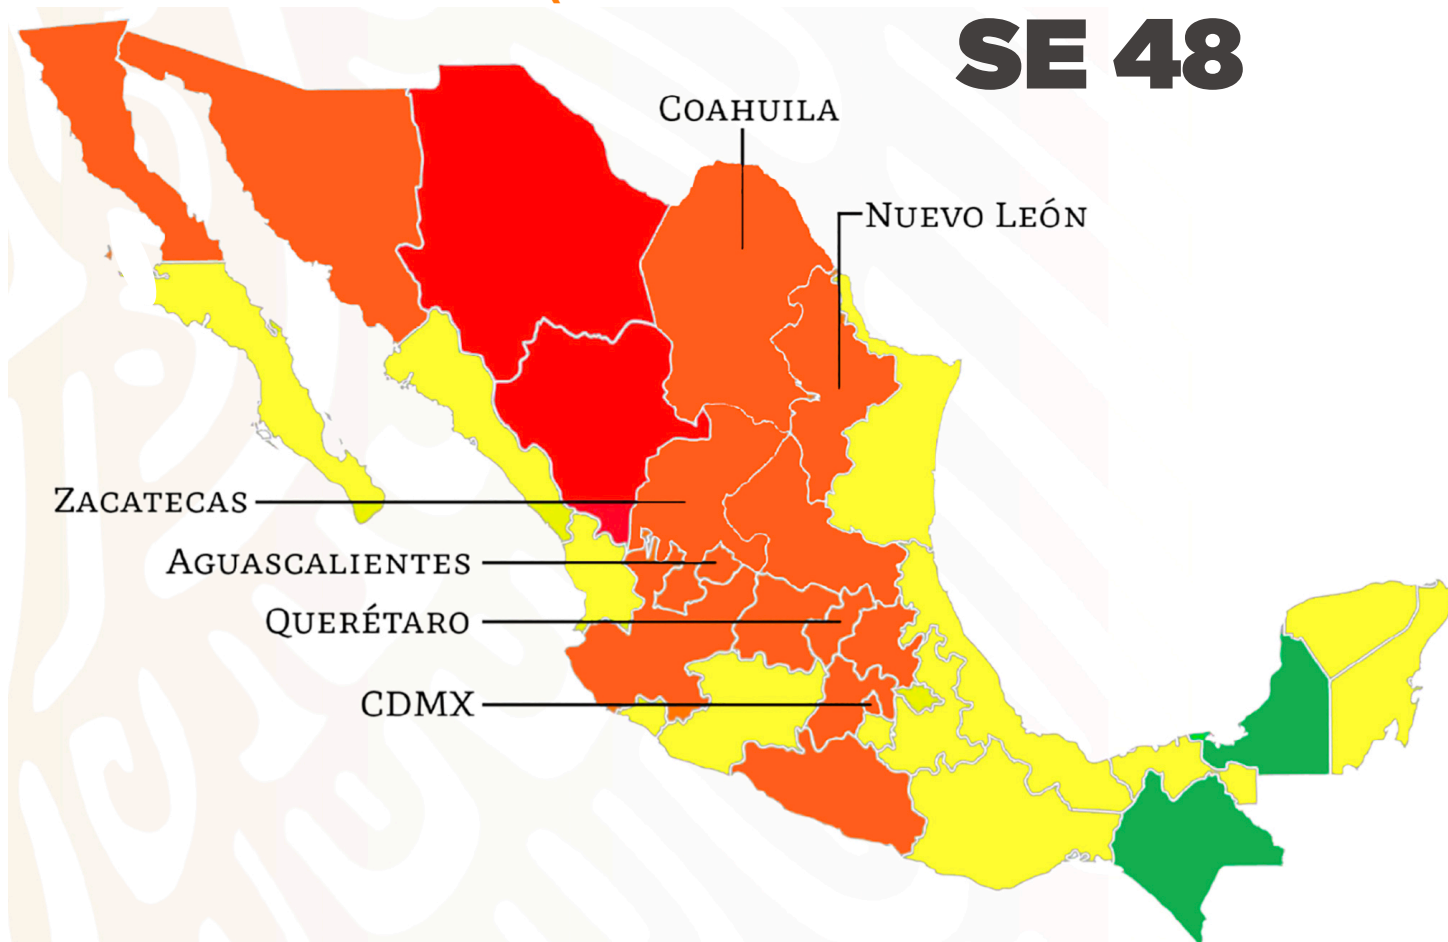 SE 48
COAHUILA
NUEVO LEÓN
ZACATECAS
AGUASCALIENTES
QUERÉTARO
CDMX